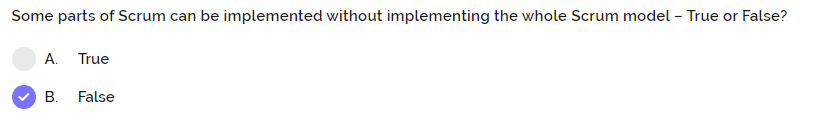 Some parts of Scrum can be implemented without implementing the whole Scrum model – True or False?
A. True
B. False